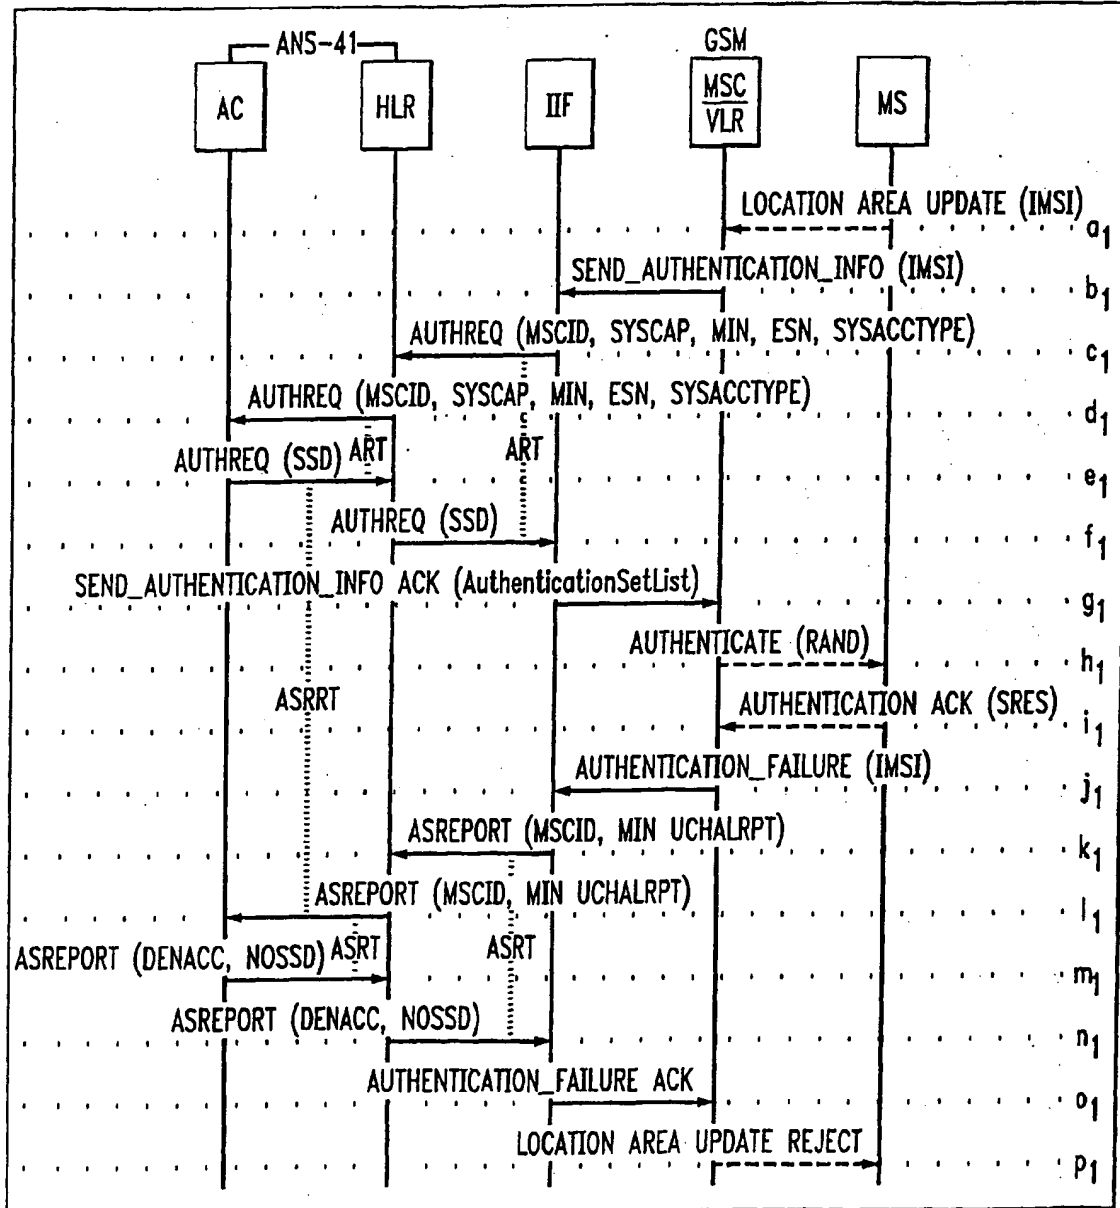 ANS-41
GSM
AC
HLR
IIF
MSC
VLR
MS
LOCATION AREA UPDATE (IMSI)
a1
SEND_AUTHENTICATION_INFO (IMSI)
b1
AUTHREQ (MSCID, SYSCAP, MIN, ESN, SYSACCTYPE)
c1
AUTHREQ (MSCID, SYSCAP, MIN, ESN, SYSACCTYPE)
d1
ART
ART
AUTHREQ (SSD)
e1
AUTHREQ (SSD)
f1
SEND_AUTHENTICATION_INFO ACK (AuthenticationSetList)
g1
AUTHENTICATE (RAND)
h1
ASRRT
AUTHENTICATION ACK (SRES)
i1
AUTHENTICATION_FAILURE (IMSI)
j1
ASREPORT (MSCID, MIN UCHALRPT)
k1
ASREPORT (MSCID, MIN UCHALRPT)
l1
ASREPORT (DENACC, NOSSD)
ASRT
ASRT
m1
ASREPORT (DENACC, NOSSD)
n1
AUTHENTICATION_FAILURE ACK
o1
LOCATION AREA UPDATE REJECT
p1